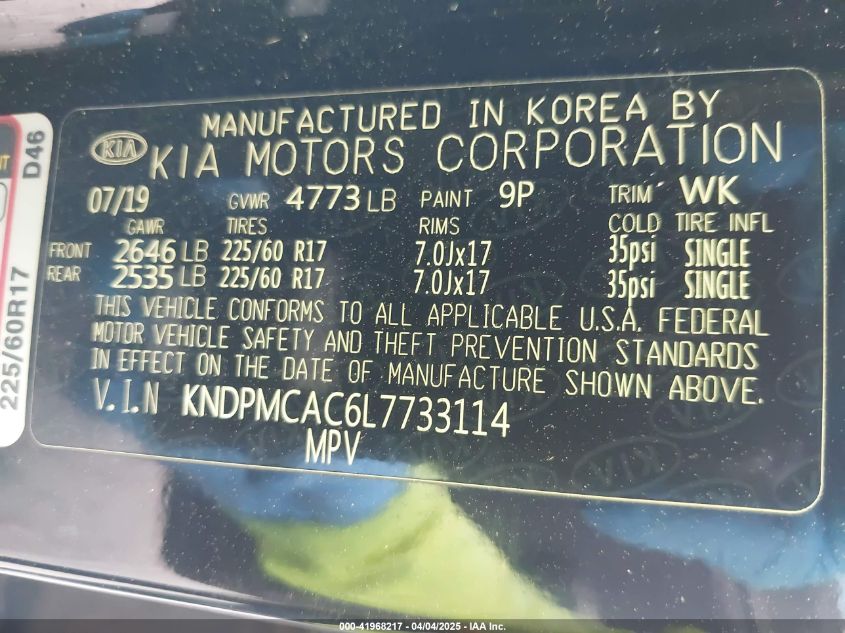 MANUFACTURED IN KOREA BY
KIA KIA MOTORS CORPORATION
07/19 GVWR 4773 LB PAINT 9P TRIM WK
GAWR TIRES RIMS COLD TIRE INFL
FRONT 2646 LB 225/60 R17 7.0Jx17 35psi SINGLE
REAR 2535 LB 225/60 R17 7.0Jx17 35psi SINGLE
THIS VEHICLE CONFORMS TO ALL APPLICABLE U.S.A. FEDERAL
MOTOR VEHICLE SAFETY AND THEFT PREVENTION STANDARDS
IN EFFECT ON THE DATE OF MANUFACTURE SHOWN ABOVE.
V.I.N KNDPMCAC6L7733114
MPV
D46
225/60R17
000-41968217 - 04/04/2025 - IAA Inc.